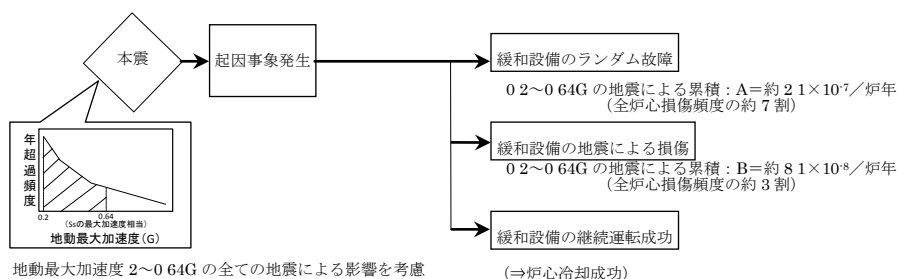 本震
起因事象発生
緩和設備のランダム故障
0 2～0 64G の地震による累積：A＝約 2 1×10-7／炉年
(全炉心損傷頻度の約 7 割)
緩和設備の地震による損傷
0 2～0 64G の地震による累積：B＝約 8 1×10-8／炉年
(全炉心損傷頻度の約 3 割)
緩和設備の継続運転成功
(⇒炉心冷却成功)
年超過頻度
0.2
0.64
(Ssの最大加速度相当)
地動最大加速度(G)
地動最大加速度 2～0 64G の全ての地震による影響を考慮